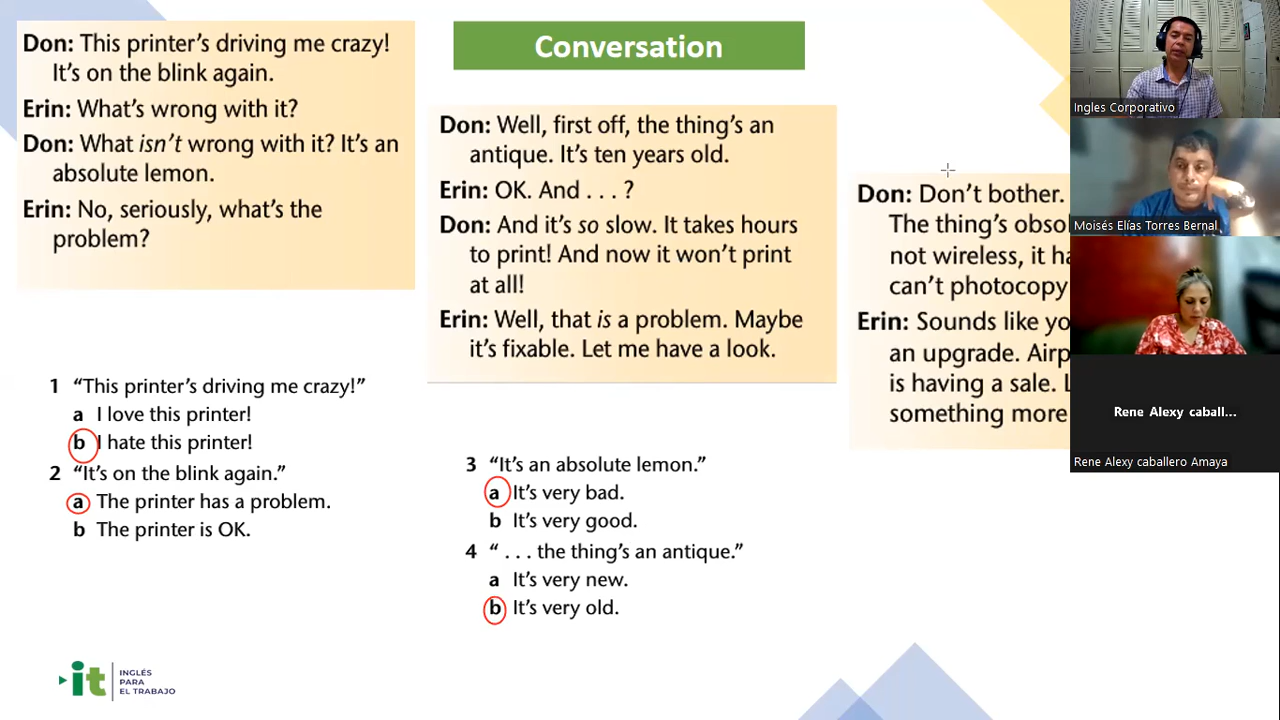 Conversation
Don: This printer's driving me crazy!
It's on the blink again.
Erin: What's wrong with it?
Don: What isn't wrong with it? It's an
absolute lemon.
Erin: No, seriously, what's the
problem?
Don: Well, first off, the thing's an
antique. It's ten years old.
Erin: OK. And . . . ?
Don: And it's so slow. It takes hours
to print! And now it won't print
at all!
Erin: Well, that is a problem. Maybe
it's fixable. Let me have a look.
Don: Don't bother.
The thing's
not wireless, it
can't photocopy
Erin: Sounds like
an upgrade.
is having a sale.
something more
1 "This printer's driving me crazy!"
a I love this printer!
b I hate this printer!
2 "It's on the blink again."
a The printer has a problem.
b The printer is OK.
3 "It's an absolute lemon."
a It's very bad.
b It's very good.
4 " . . . the thing's an antique."
a It's very new.
b It's very old.
Ingles Corporativo
Moisés Elías Torres Bernal
Rene Alexy caball...
Rene Alexy caballero Amaya
it
INGLÉS
PARA
EL TRABAJO